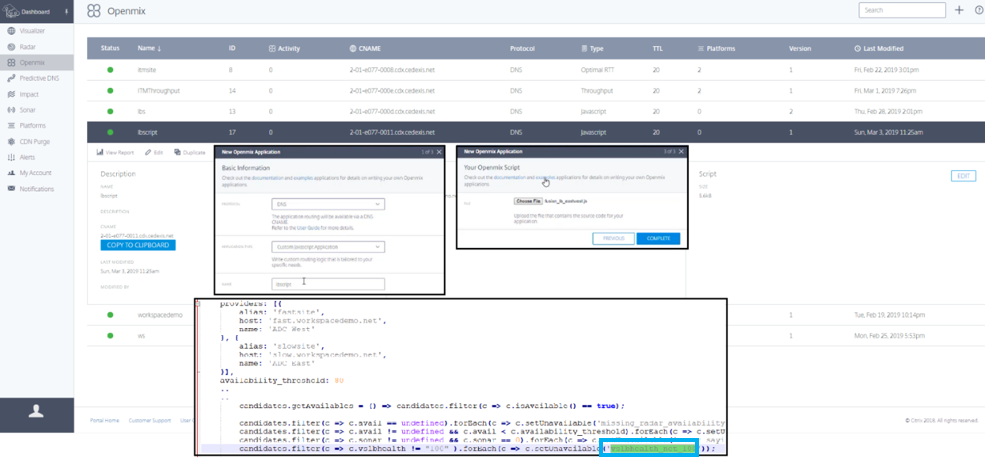 Dashboard
Openmix
Search
Visualizer
Radar
Openmix
Predictive DNS
Impact
Sonar
Platforms
CDN Purge
Alerts
My Account
Notifications
Status Name ↓ ID Activity CNAME Protocol Type TTL Platforms Version Last Modified
itmsite 8 0 2-01-e077-0008.cdx.cedexis.net DNS Optimal RTT 20 2 1 Fri, Feb 22, 2019 3:01pm
ITMThroughput 14 0 2-01-e077-000e.cdx.cedexis.net DNS Throughput 20 2 1 Fri, Mar 1, 2019 7:26pm
lbs 13 0 2-01-e077-000d.cdx.cedexis.net DNS Javascript 20 0 2 Thu, Feb 28, 2019 2:01pm
lbscript 17 0 2-01-e077-0011.cdx.cedexis.net DNS Javascript 20 0 1 Sun, Mar 3, 2019 11:25am
View Report Edit Duplicate
Description
NAME
lbscript
DESCRIPTION
CNAME
2-01-e077-0011.cdx.cedexis.net
COPY TO CLIPBOARD
LAST MODIFIED
Sun, Mar 3, 2019 11:25am
MODIFIED BY
New Openmix Application 1 of 3 X
Basic Information
Check out the documentation and examples applications for details on writing your own Openmix
applications.
DNS
The application routing will be available via a DNS
CNAME
Refer to the User Guide for more details.
Custom Javascript Application
Write custom routing logic that is tailored to your
specific needs.
NAME lbscript
New Openmix Application 3 of 3 X
Your Openmix Script
Check out the documentation and examples applications for details on writing your own Openmix
applications.
Choose File
Upload the file that contains the source code for your
application.
PREVIOUS COMPLETE
Script
SIZE
EDIT
workspacedemo 1 Tue, Feb 19, 2019 10:14pm
ws 1 Mon, Feb 25, 2019 5:53pm
providers: [{
alias: 'fastsite',
host: 'fast.workspacedemo.net',
name: 'ADC West'
}, {
alias: 'slowsite',
host: 'slow.workspacedemo.net',
name: 'ADC East'
}],
availability_threshold: 80
..
..
candidates.getAvailables = () => candidates.filter(c => c.isAvailable() == true);
candidates.filter(c => c.avail == undefined).forEach(c => c.setUnavailable('missing_radar_availability
candidates.filter(c => c.avail != undefined && c.avail < c.availability_threshold).forEach(c => c.setU
candidates.filter(c => c.sonar != undefined && c.sonar == 0).forEach(c =>
candidates.filter(c => c.vslbhealth != "100" ).forEach(c => c.setUnavailable('
Portal Home Customer Support
© Citrix 2019. All rights reserved.